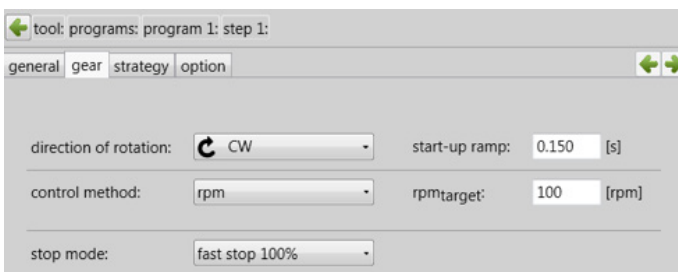 tool: programs: program 1: step 1:
general gear strategy option
direction of rotation: CW start-up ramp: 0.150 [s]
control method: rpm rpmtarget: 100 [rpm]
stop mode: fast stop 100%